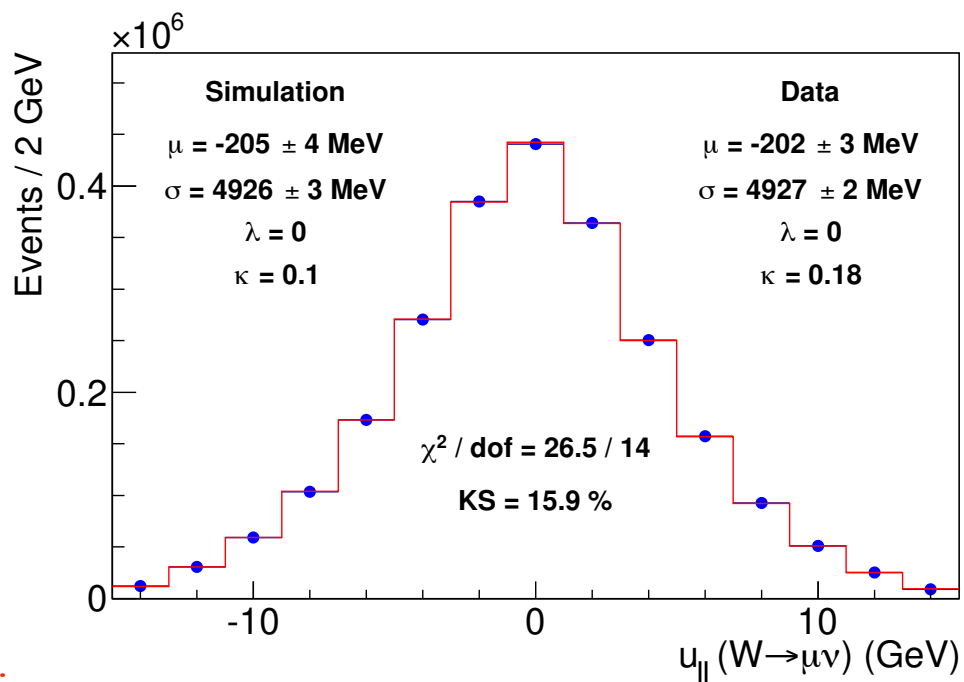 ×10⁶
Events / 2 GeV
Simulation
μ = -205 ± 4 MeV
σ = 4926 ± 3 MeV
λ = 0
κ = 0.1
Data
μ = -202 ± 3 MeV
σ = 4927 ± 2 MeV
λ = 0
κ = 0.18
χ² / dof = 26.5 / 14
KS = 15.9 %
0.4
0.2
0
-10 0 10
u_|| (W→μν) (GeV)